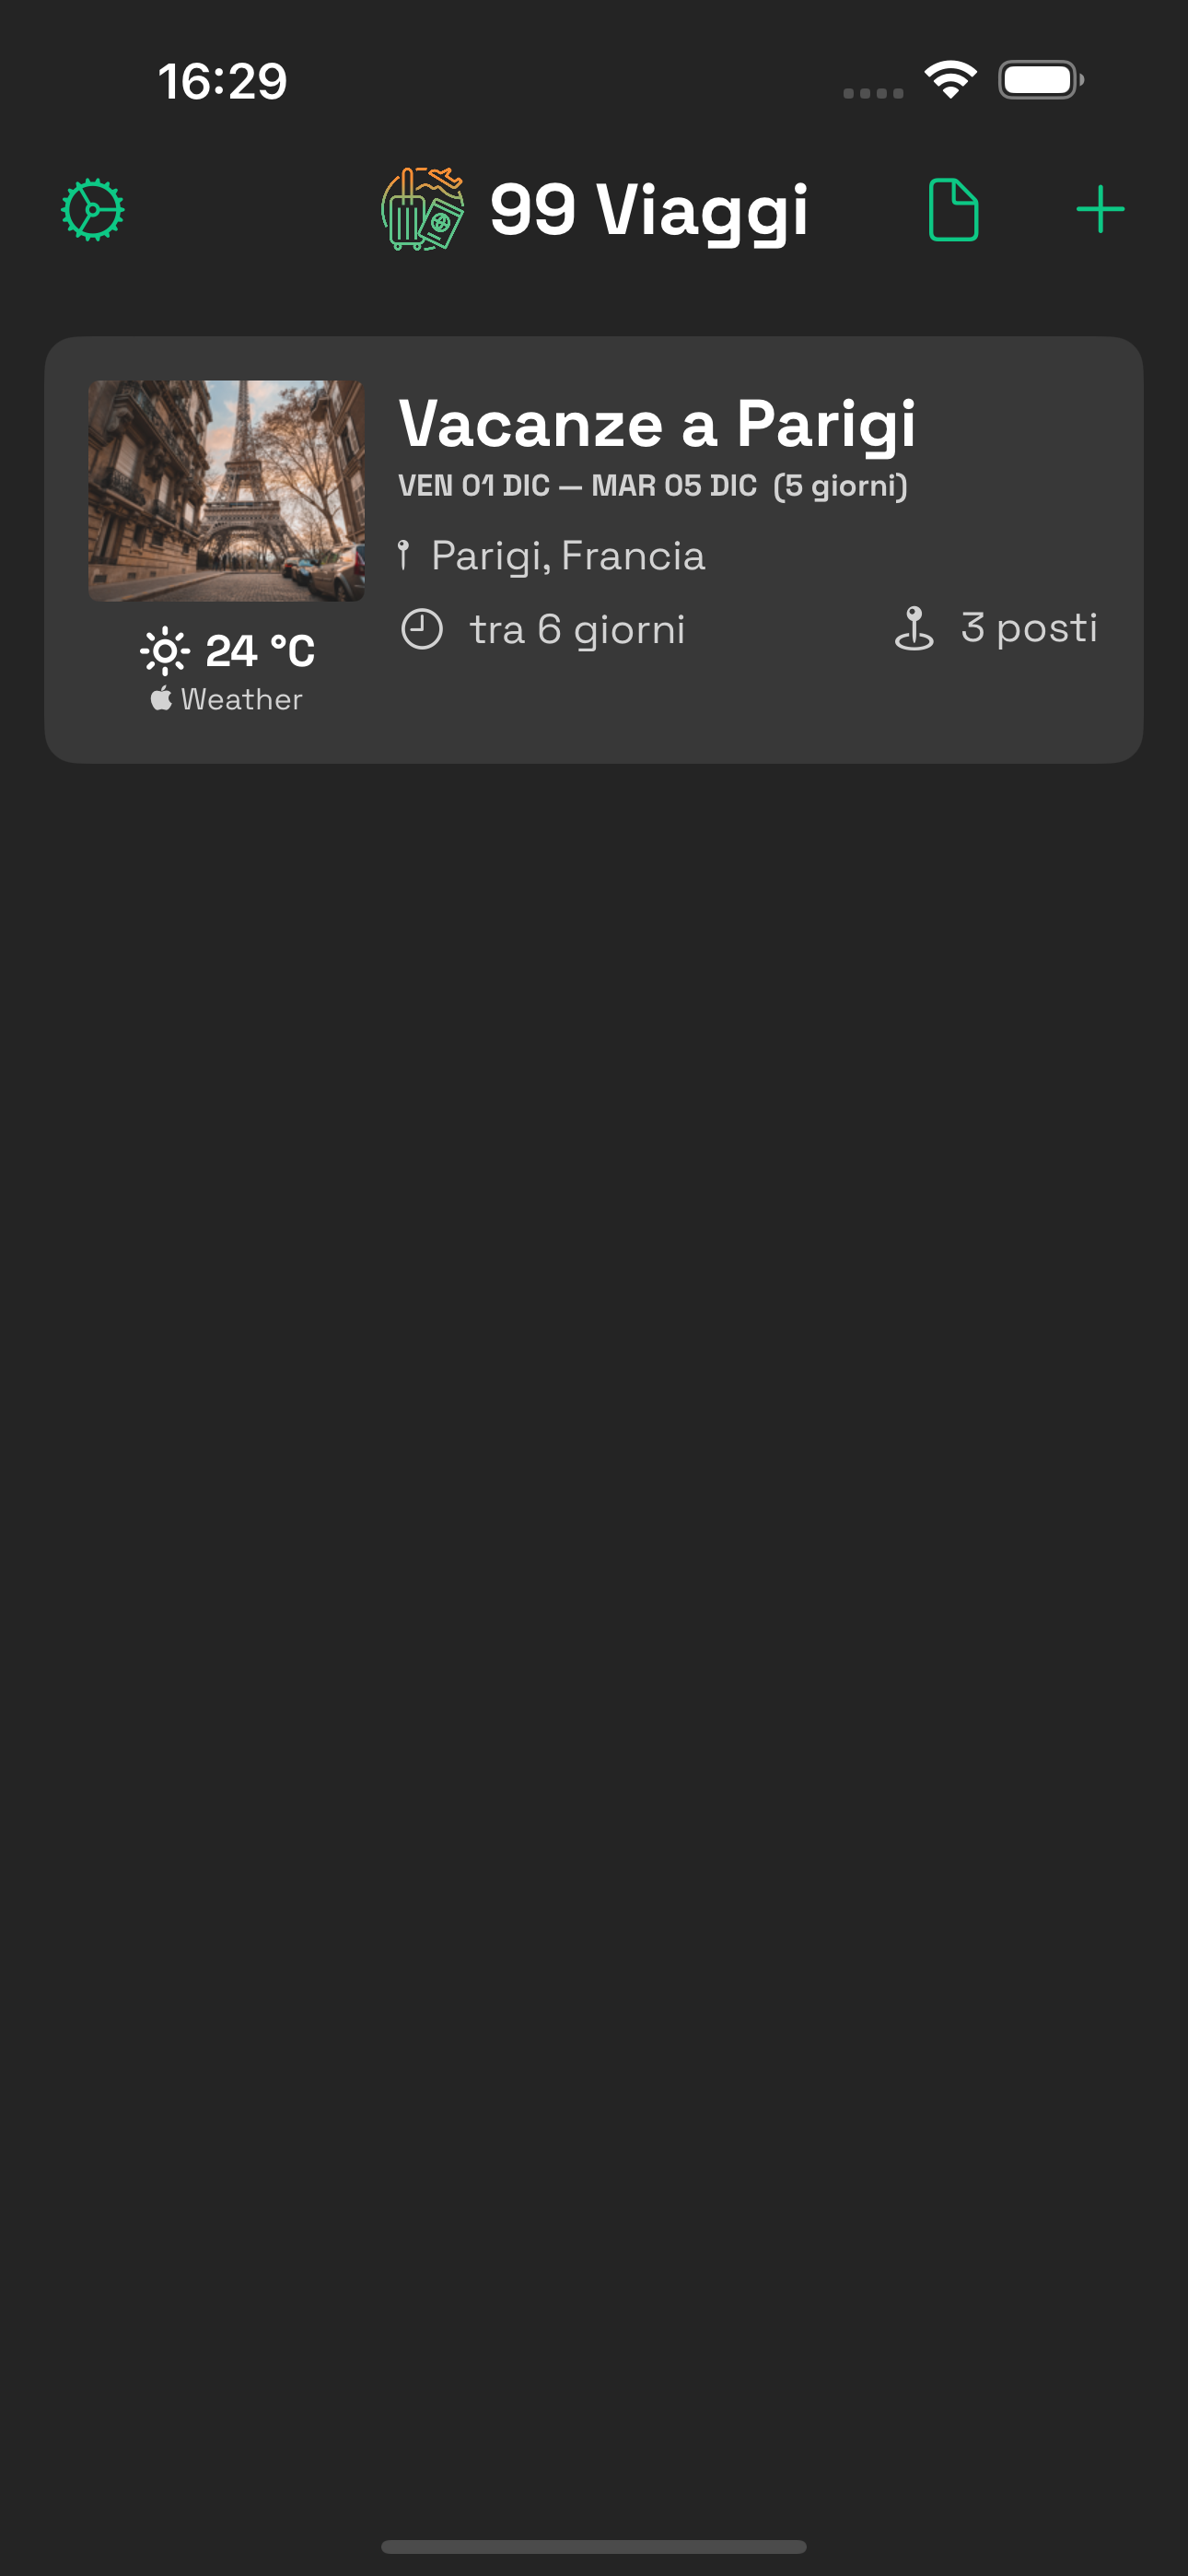 16:29
99 Viaggi
Vacanze a Parigi
VEN 01 DIC — MAR 05 DIC (5 giorni)
Parigi, Francia
tra 6 giorni
3 posti
24 °C
Weather